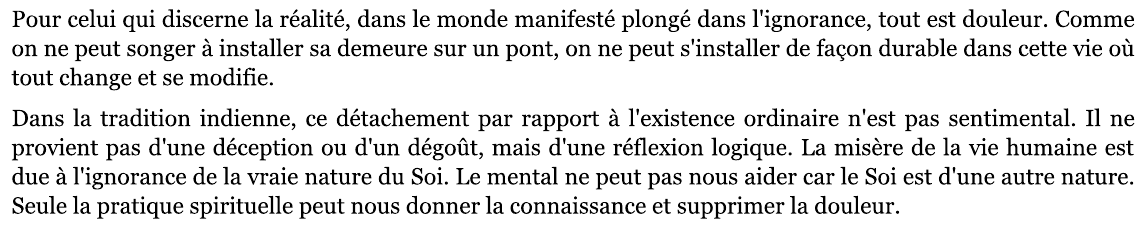 Pour celui qui discerne la réalité, dans le monde manifesté plongé dans l'ignorance, tout est douleur. Comme
on ne peut songer à installer sa demeure sur un pont, on ne peut s'installer de façon durable dans cette vie où
tout change et se modifie.
Dans la tradition indienne, ce détachement par rapport à l'existence ordinaire n'est pas sentimental. Il ne
provient pas d'une déception ou d'un dégoût, mais d'une réflexion logique. La misère de la vie humaine est
due à l'ignorance de la vraie nature du Soi. Le mental ne peut pas nous aider car le Soi est d'une autre nature.
Seule la pratique spirituelle peut nous donner la connaissance et supprimer la douleur.